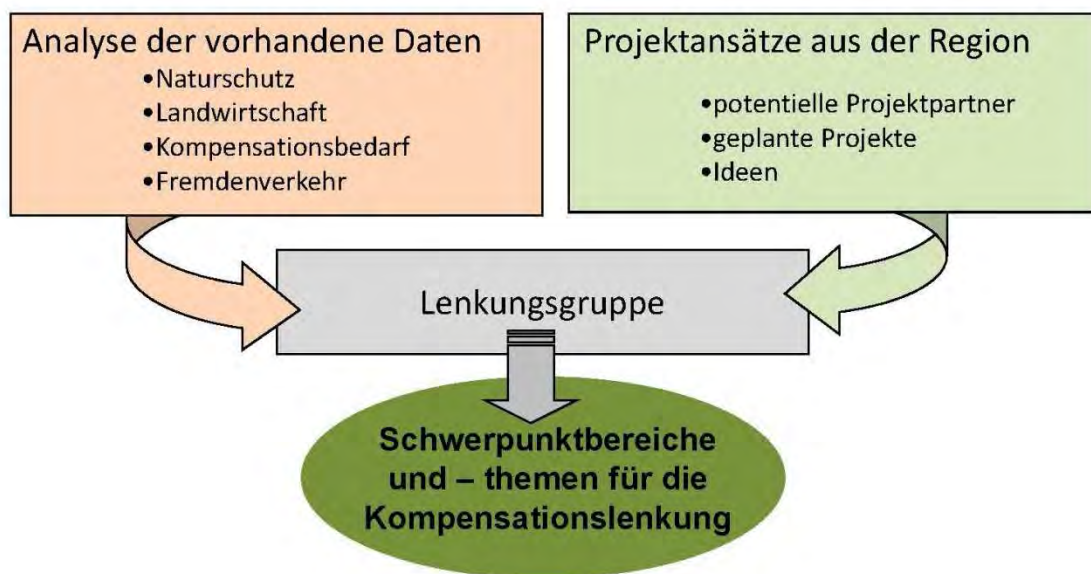 Analyse der vorhandene Daten
•Naturschutz
•Landwirtschaft
•Kompensationsbedarf
•Fremdenverkehr
Projektansätze aus der Region
•potentielle Projektpartner
•geplante Projekte
•Ideen
Lenkungsgruppe
Schwerpunktbereiche
und – themen für die
Kompensationslenkung